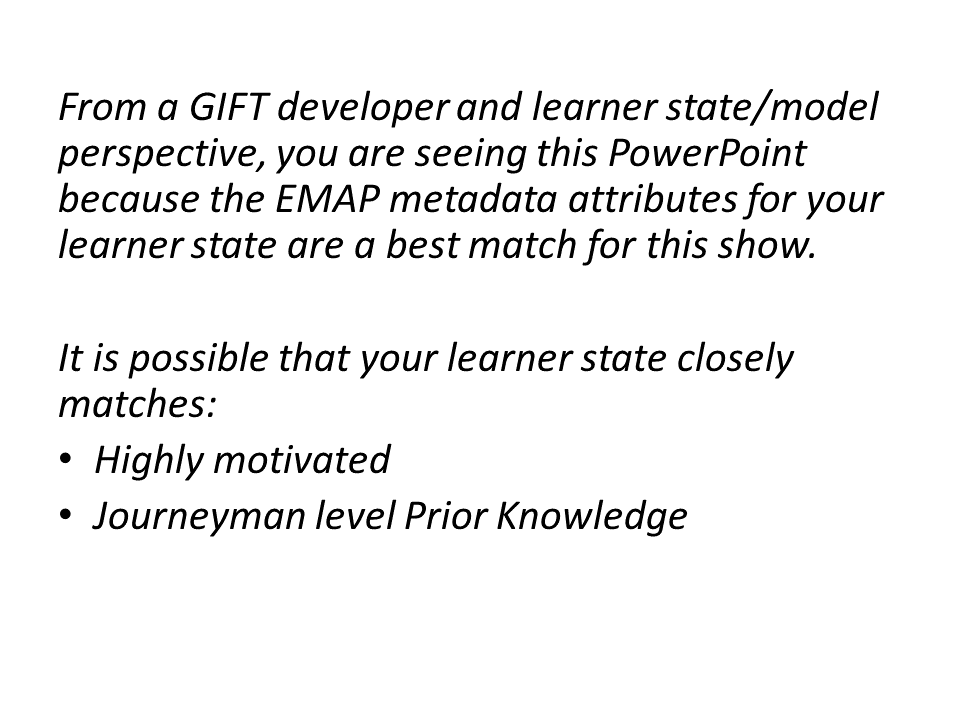 From a GIFT developer and learner state/model
perspective, you are seeing this PowerPoint
because the EMAP metadata attributes for your
learner state are a best match for this show.
It is possible that your learner state closely
matches:
• Highly motivated
• Journeyman level Prior Knowledge